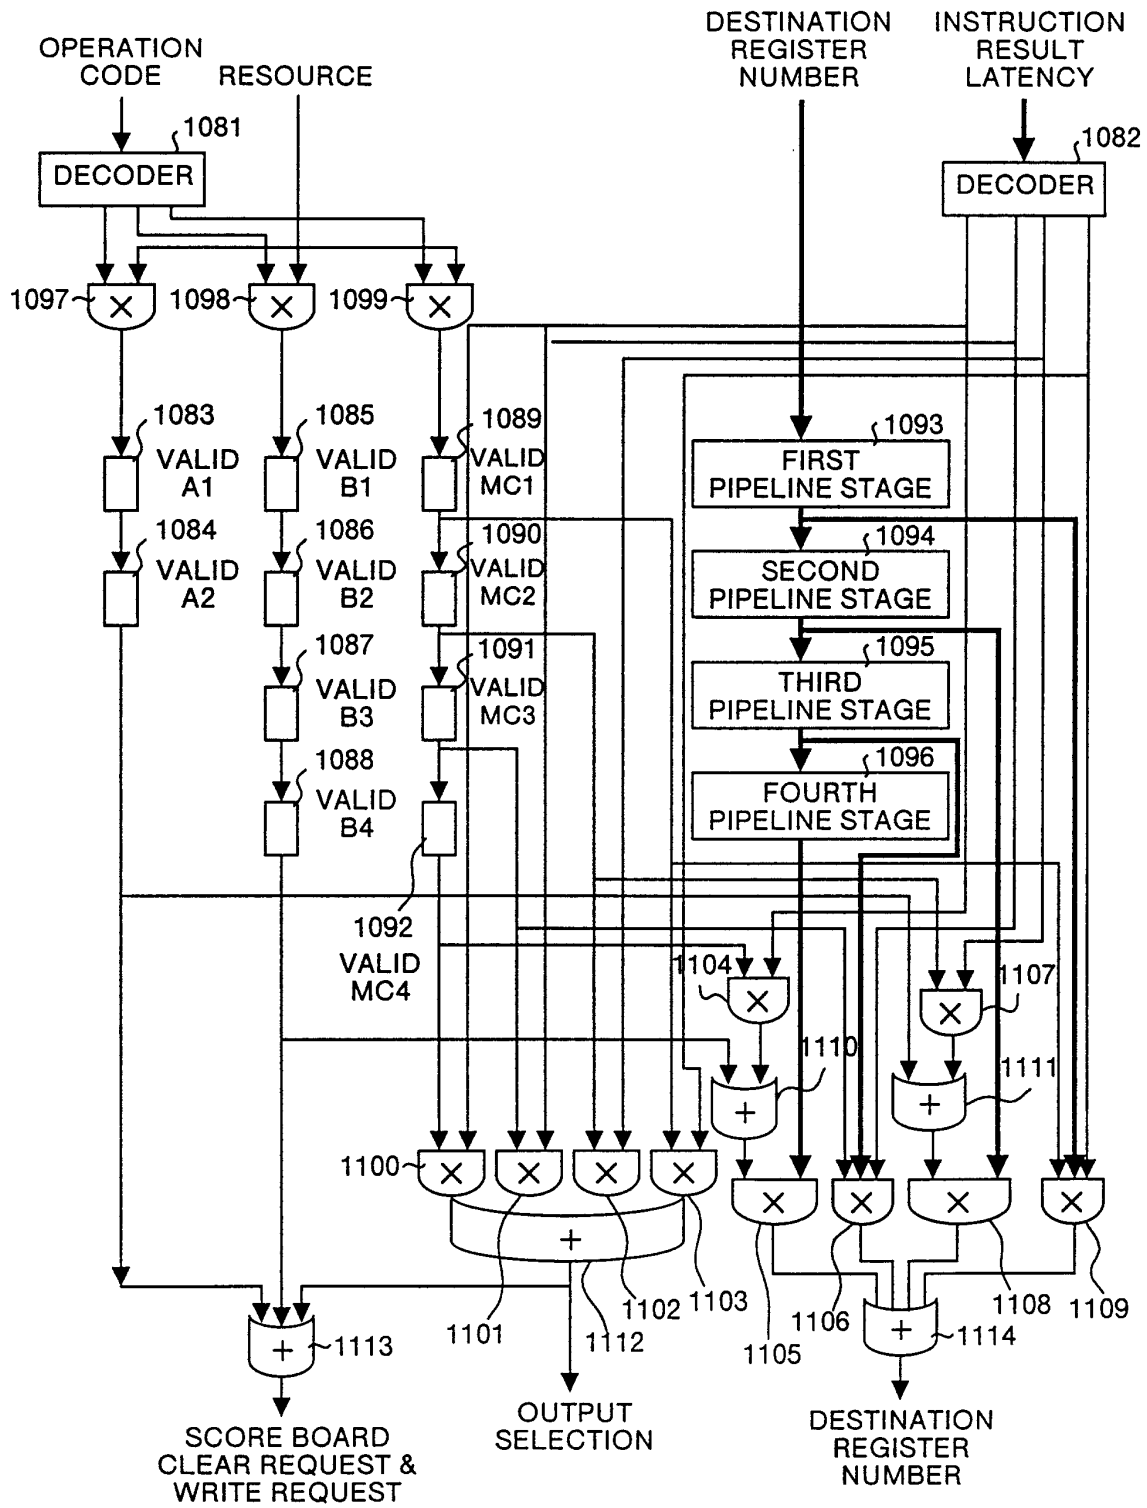 OPERATION
CODE
RESOURCE
DESTINATION
REGISTER
NUMBER
INSTRUCTION
RESULT
LATENCY
1081
DECODER
1082
DECODER
1097
×
1098
×
1099
×
1083
VALID
A1
1085
VALID
B1
1089
VALID
MC1
1093
FIRST
PIPELINE STAGE
1084
VALID
A2
1086
VALID
B2
1090
VALID
MC2
1094
SECOND
PIPELINE STAGE
1087
VALID
B3
1091
VALID
MC3
1095
THIRD
PIPELINE STAGE
1088
VALID
B4
1096
FOURTH
PIPELINE STAGE
1092
VALID
MC4
1104
×
1107
×
1110
+
1111
+
1100
×
×
×
×
×
×
×
×
+
1101
1102
1103
1112
1105
1106
1108
1109
+
1113
+
1114
SCORE BOARD
CLEAR REQUEST &
WRITE REQUEST
OUTPUT
SELECTION
DESTINATION
REGISTER
NUMBER